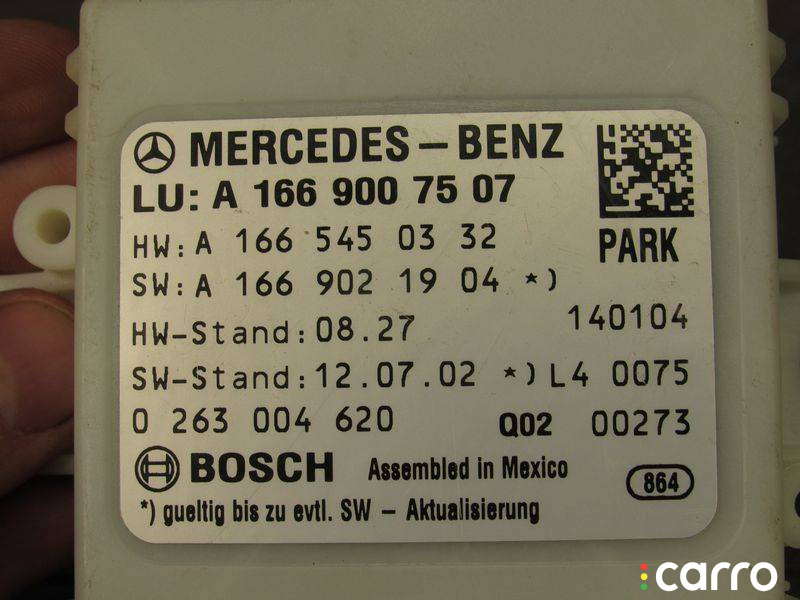 MERCEDES-BENZ
LU: A 166 900 75 07
HW: A 166 545 03 32
PARK
SW: A 166 902 19 04 *)
HW-Stand: 08.27 140104
SW-Stand: 12.07.02 *) L4 0075
0 263 004 620 Q02 00273
BOSCH Assembled in Mexico 864
*) gueltig bis zu evtl. SW - Aktualisierung
carro